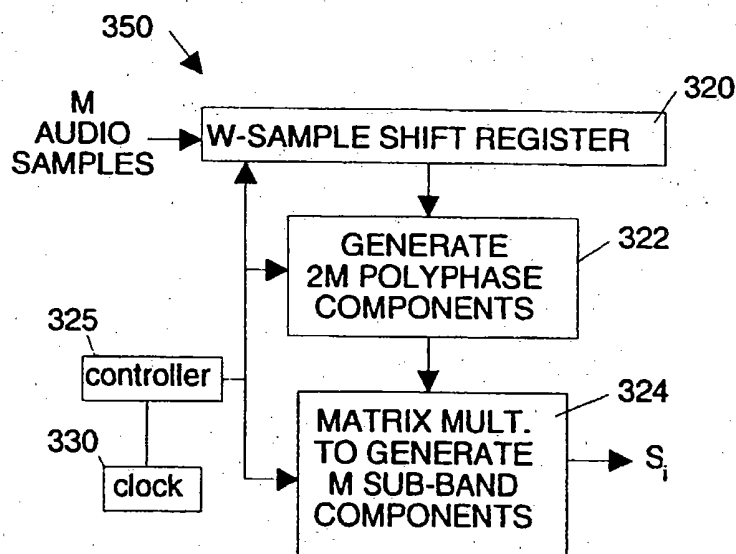 350
320
M
AUDIO
SAMPLES
W-SAMPLE SHIFT REGISTER
GENERATE
2M POLYPHASE
COMPONENTS
322
325
controller
330
clock
MATRIX MULT.
TO GENERATE
M SUB-BAND
COMPONENTS
324
Si